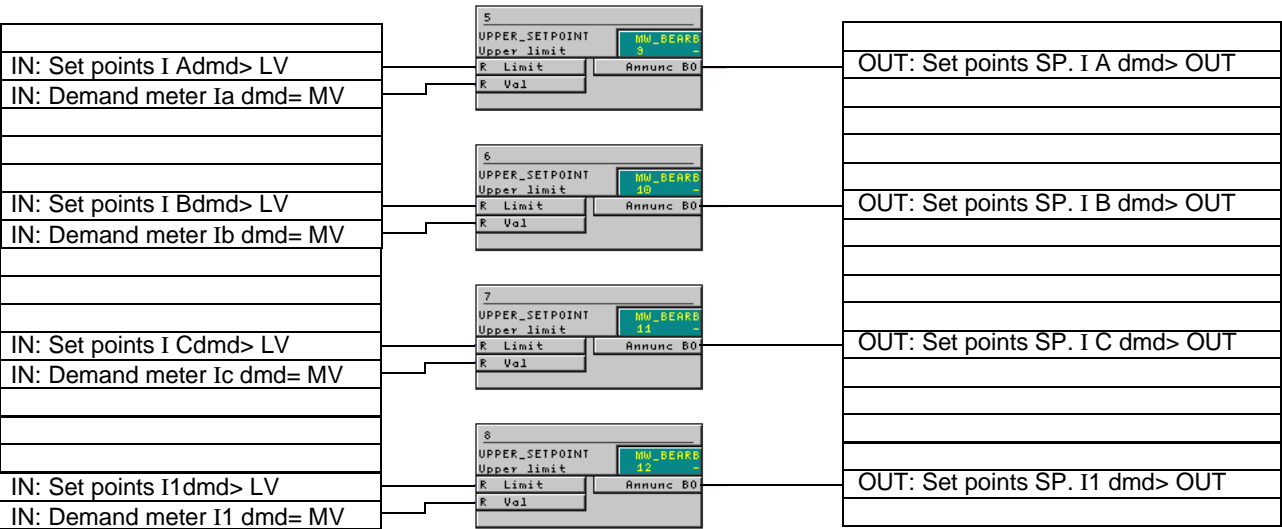 5
UPPER_SETPOINT MW_BEARB
Upper limit 9 -
IN: Set points I Admd> LV R Limit Annunc BO OUT: Set points SP. I A dmd> OUT
IN: Demand meter Ia dmd= MV R Val
6
UPPER_SETPOINT MW_BEARB
Upper limit 10 -
IN: Set points I Bdmd> LV R Limit Annunc BO OUT: Set points SP. I B dmd> OUT
IN: Demand meter Ib dmd= MV R Val
7
UPPER_SETPOINT MW_BEARB
Upper limit 11 -
IN: Set points I Cdmd> LV R Limit Annunc BO OUT: Set points SP. I C dmd> OUT
IN: Demand meter Ic dmd= MV R Val
8
UPPER_SETPOINT MW_BEARB
Upper limit 12 -
IN: Set points I1dmd> LV R Limit Annunc BO OUT: Set points SP. I1 dmd> OUT
IN: Demand meter I1 dmd= MV R Val